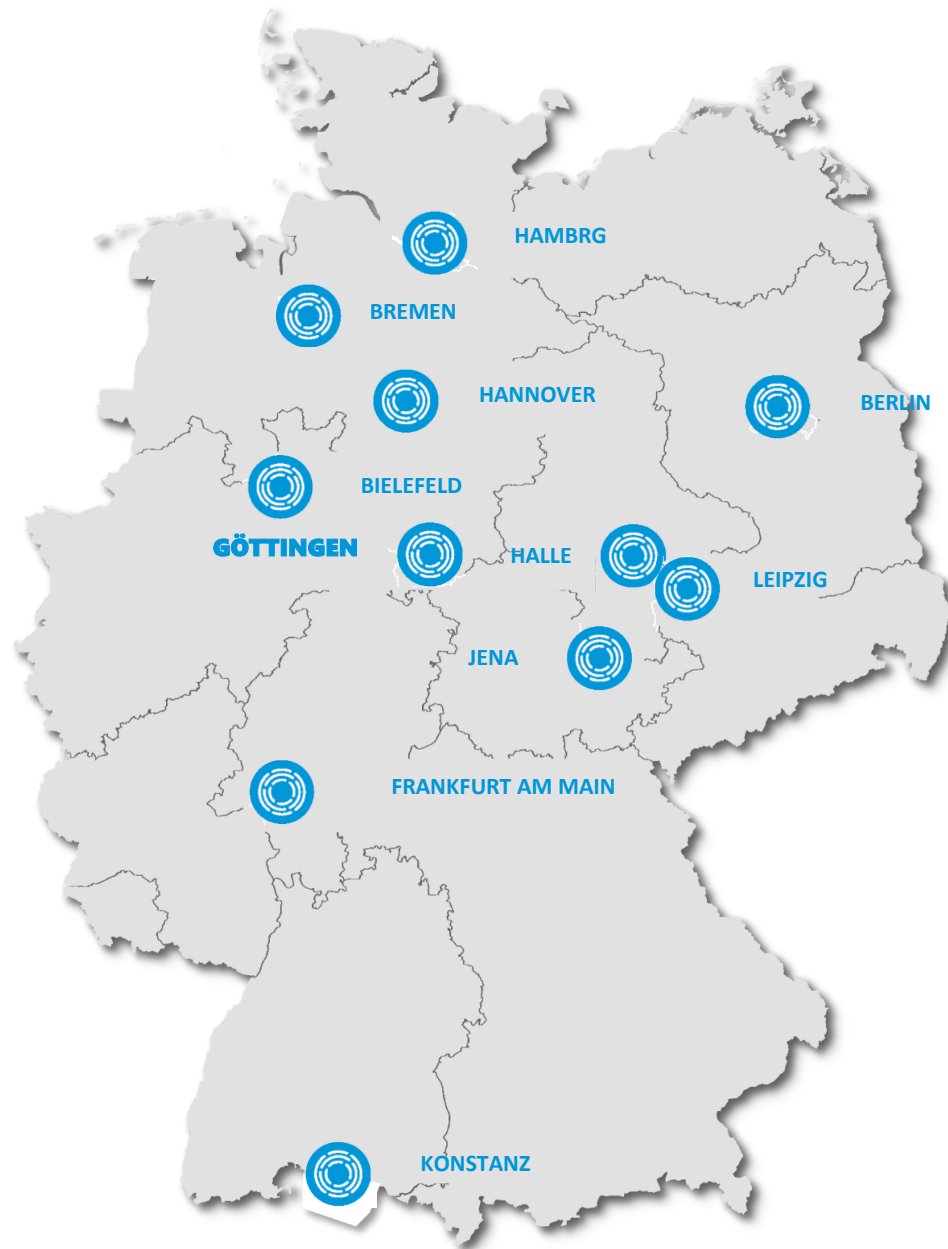 HAMBRG
BREMEN
HANNOVER
BERLIN
BIELEFELD
GÖTTINGEN
HALLE
LEIPZIG
JENA
FRANKFURT AM MAIN
KONSTANZ